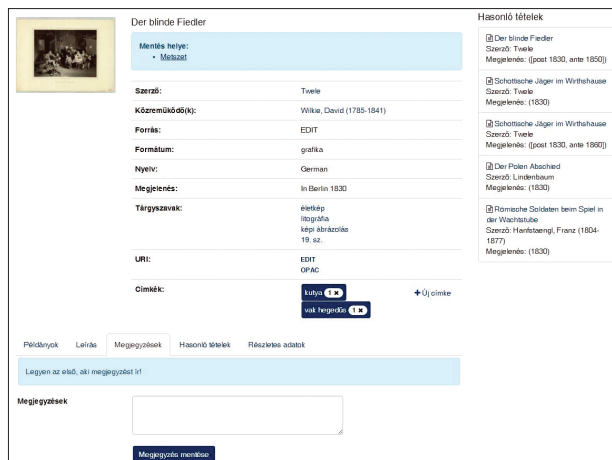 Der blinde Fiedler
Mentés helye:
• Metszet
Szerző: Twele
Közreműködő(k): Wilkie, David (1785-1841)
Forrás: EDIT
Formátum: grafika
Nyelv: German
Megjelenés: In Berlin 1830
Tárgyszavak: életkép
litográfia
képi ábrázolás
19. sz.
URI: EDIT
OPAC
Címkék: kutya 1 ✖ +Új címke
vak hegedűs 1 ✖
Példányok Leírás Megjegyzések Hasonló tételek Részletes adatok
Legyen az első, aki megjegyzést ír!
Megjegyzések
Megjegyzés mentése
Hasonló tételek
Der blinde Fiedler
Szerző: Twele
Megjelenés: ([post 1830, ante 1850])
Schottische Jäger im Wirthshause
Szerző: Twele
Megjelenés: (1830)
Schottische Jäger im Wirthshause
Szerző: Twele
Megjelenés: ([post 1830, ante 1860])
Der Polen Abschied
Szerző: Lindenbaum
Megjelenés: (1830)
Römische Soldaten beim Spiel in
der Wachtstube
Szerző: Hanfstaengl, Franz (1804-
1877)
Megjelenés: (1830)